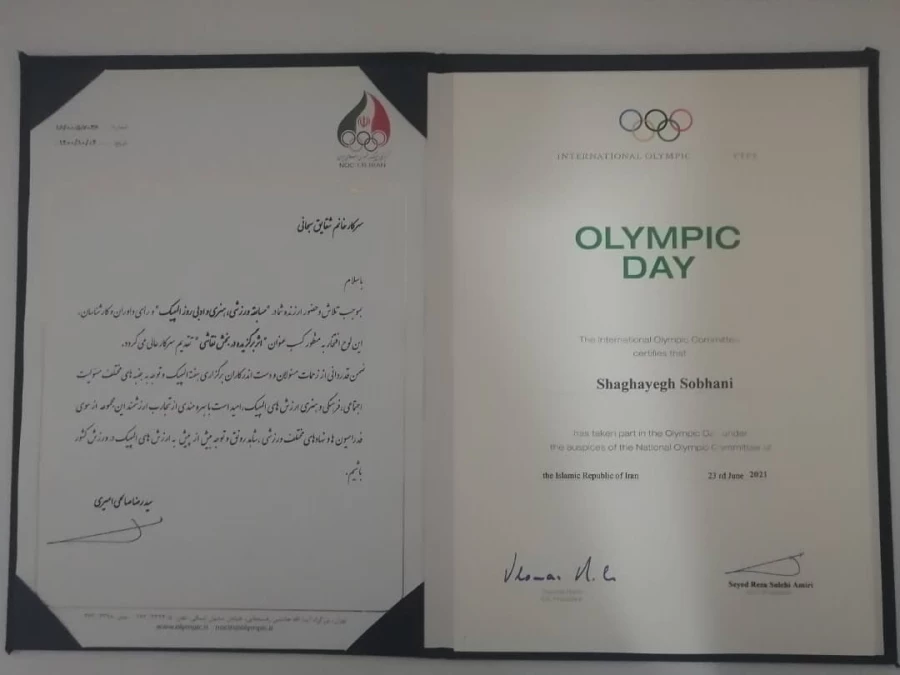 NOC I.R.IRAN
سرکار خانم شقایق سبحانی
باسلام
بموجب تلاش و حضور ارزنده شما در "مسابقه ورزشی، هنری و ادبی روز المپیک" و رای داوران و کارشناسان،
این لوح افتخار به منظور کسب عنوان "اثر برگزیده در بخش نقاشی" تقدیم سرکار عالی می گردد.
ضمن قدردانی از زحمات مسئولان و دست اندرکاران برگزاری هفته المپیک و توجه به جنبه های مختلف مسئولیت
اجتماعی، فرهنگی و هنری ارزش های المپیک، امید است با بهره مندی از تجارب ارزشمند این مجموعه از سوی
فدراسیون ها و نهادهای مختلف ورزشی، شاهد رونق و توجه بیش از پیش به ارزش های المپیک در ورزش کشور
باشیم.
سید رضا صالحی امیری
www.olympic.ir
INTERNATIONAL OLYMPIC
OLYMPIC
DAY
The International Olympic Committee
certifies that
Shaghayegh Sobhani
has taken part in the Olympic Day under
the auspices of the National Olympic Committee of
the Islamic Republic of Iran 23 rd June 2021
Seyed Reza Salehi Amiri